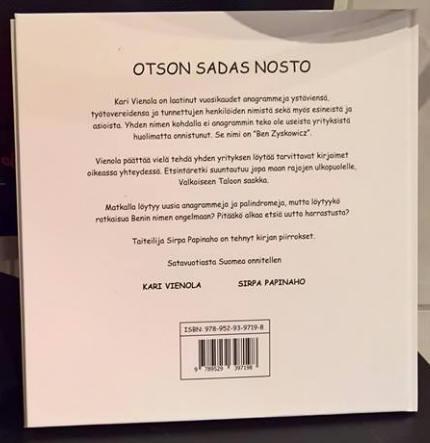 OTSON SADAS NOSTO
Kari Vienola on laatinut vuosikaudet anagrammeja ystäviensä,
työtovereidensa ja tunnettujen henkilöiden nimistä sekä myös esineistä ja
asioista. Yhden nimen kohdalla ei anagrammin teko ole useista yrityksistä
huolimatta onnistunut. Se nimi on "Ben Zyskowicz".
Vienola päättää vielä tehdä yhden yrityksen löytää tarvittavat kirjaimet
oikeassa yhteydessä. Etsintäretki suuntautuu jopa maan rajojen ulkopuolelle,
Valkoiseen Taloon saakka.
Matkalla löytyy uusia anagrammeja ja palindromeja, mutta löytyykö
ratkaisua Benin nimen ongelmaan? Pitääkö alkaa etsiä uutta harrastusta?
Taiteilija Sirpa Papinaho on tehnyt kirjan piirrokset.
Satavuotiasta Suomea onnitellen
KARI VIENOLA SIRPA PAPINAHO
ISBN: 978-952-93-9719-8
9 789529 397198